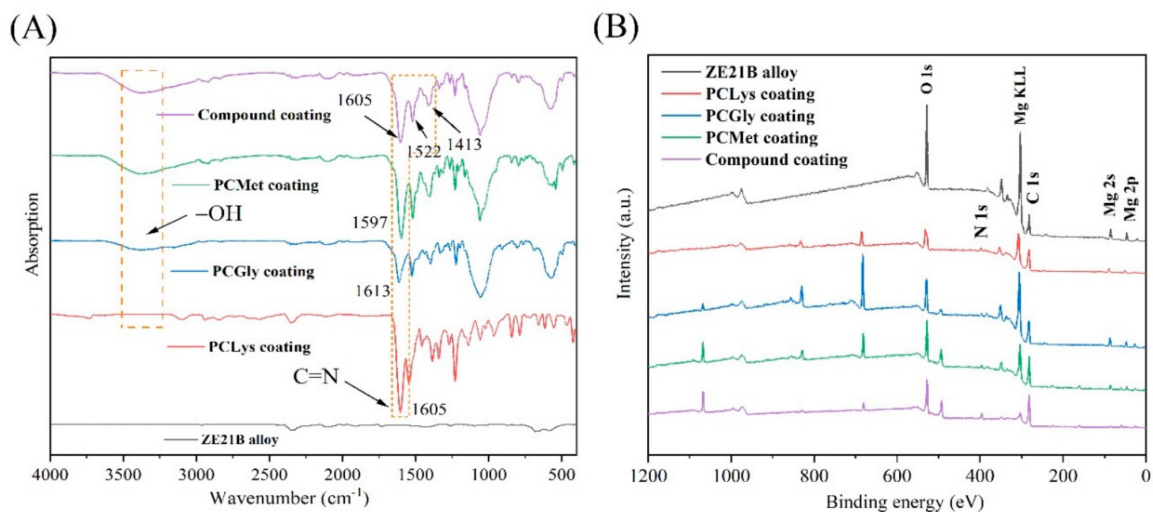 (A)
Compound coating
1605
1522
1413
PCMet coating
1597
–OH
PCGly coating
1613
PCLys coating
C=N
1605
ZE21B alloy
4000 3500 3000 2500 2000 1500 1000 500
Wavenumber (cm⁻¹)
Absorption
(B)
ZE21B alloy
PCLys coating
PCGly coating
PCMet coating
Compound coating
O 1s
Mg KLL
N 1s
C 1s
Mg 2s
Mg 2p
1200 1000 800 600 400 200 0
Binding energy (eV)
Intensity (a.u.)